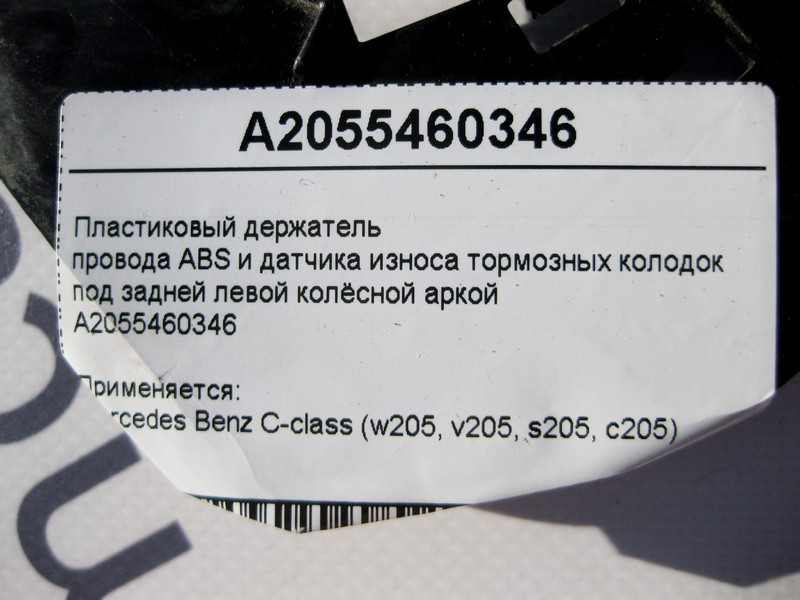 A2055460346
Пластиковый держатель
провода ABS и датчика износа тормозных колодок
под задней левой колёсной аркой
A2055460346
Применяется:
Mercedes Benz C-class (w205, v205, s205, c205)